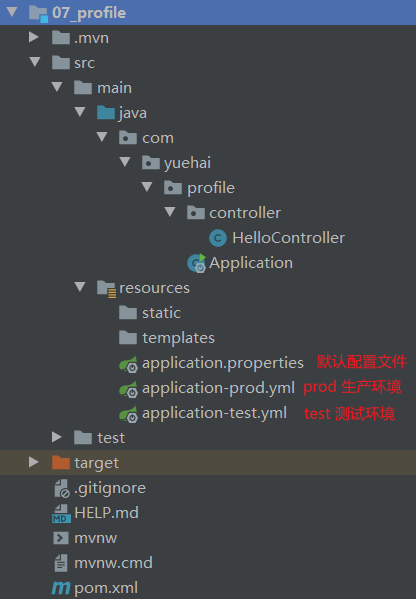 07_profile
.mvn
src
main
java
com
yuehai
profile
controller
HelloController
Application
resources
static
templates
application.properties 默认配置文件
application-prod.yml prod 生产环境
application-test.yml test 测试环境
test
target
.gitignore
MD HELP.md
mvnw
mvnw.cmd
m pom.xml